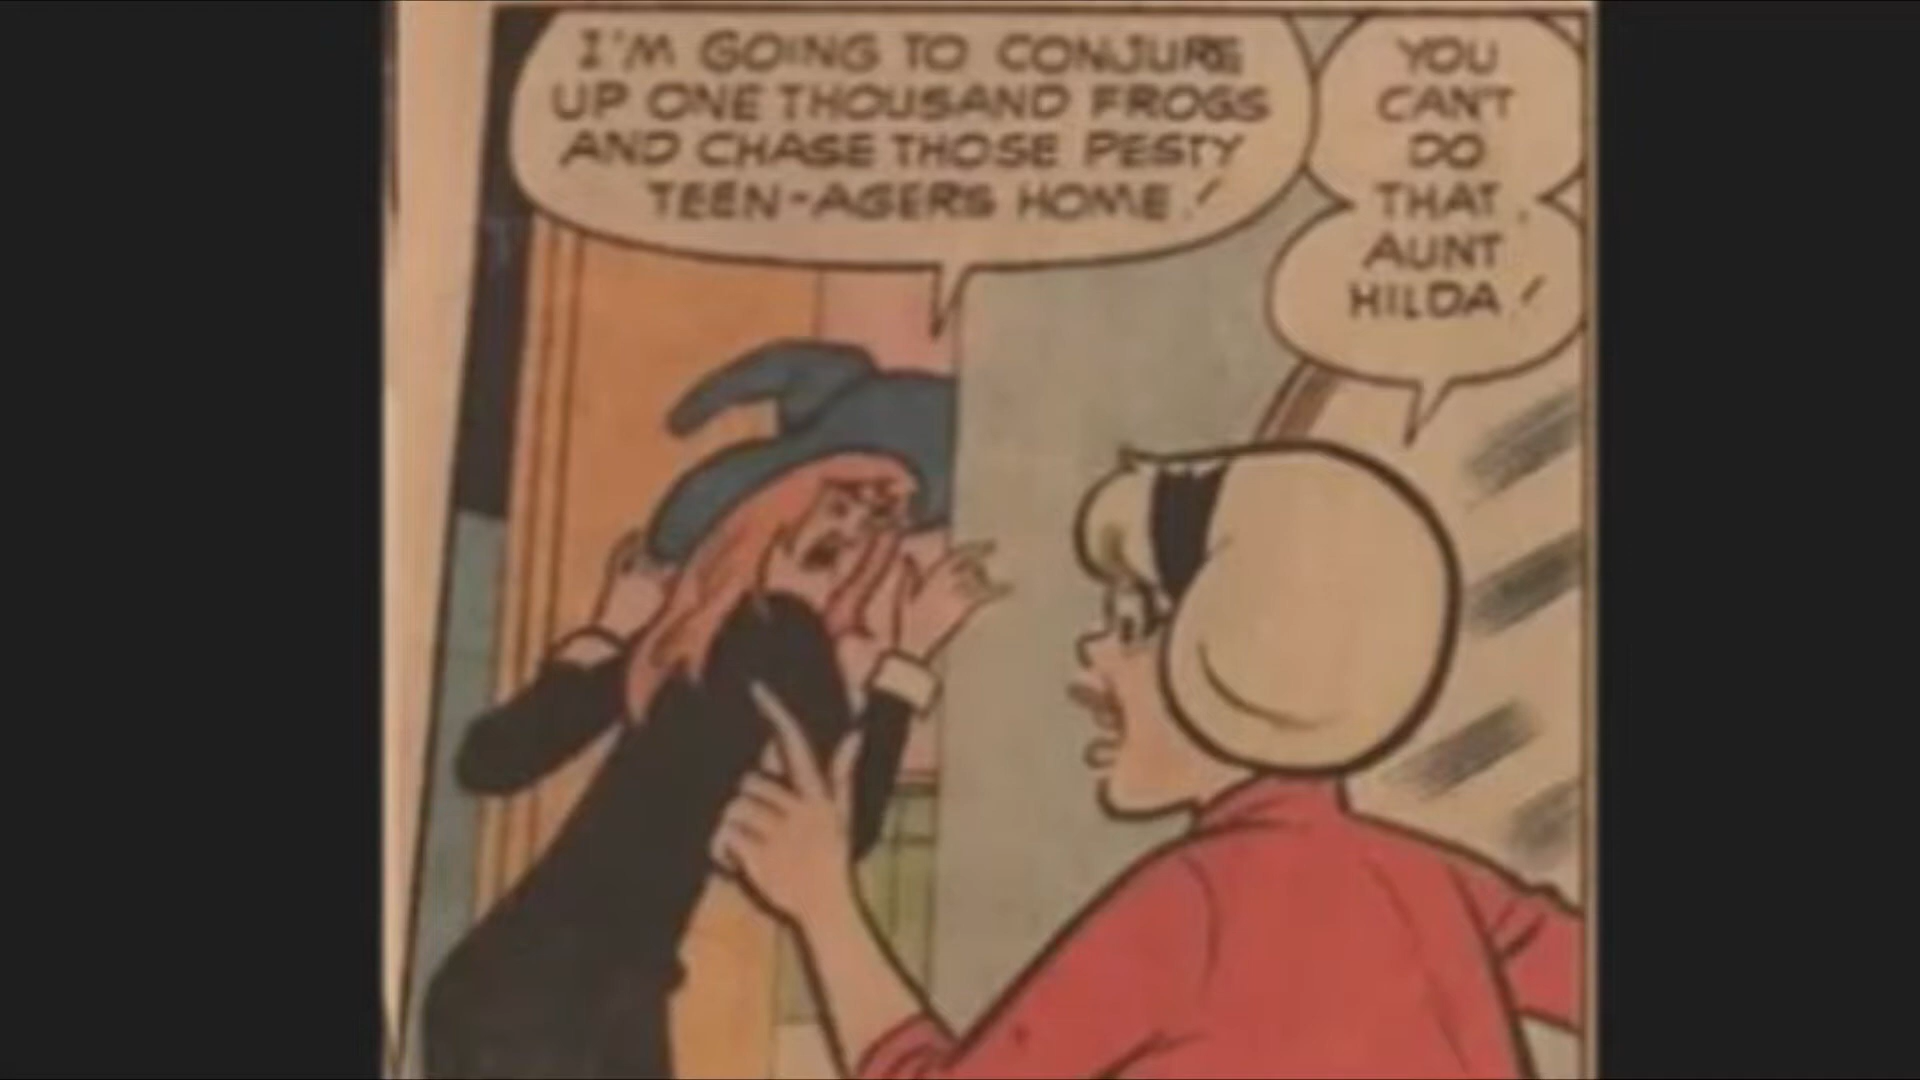 I'M GOING TO CONJURE
UP ONE THOUSAND FROGS
AND CHASE THOSE PESTY
TEEN-AGERS HOME!
YOU
CAN'T
DO
THAT,
AUNT
HILDA!